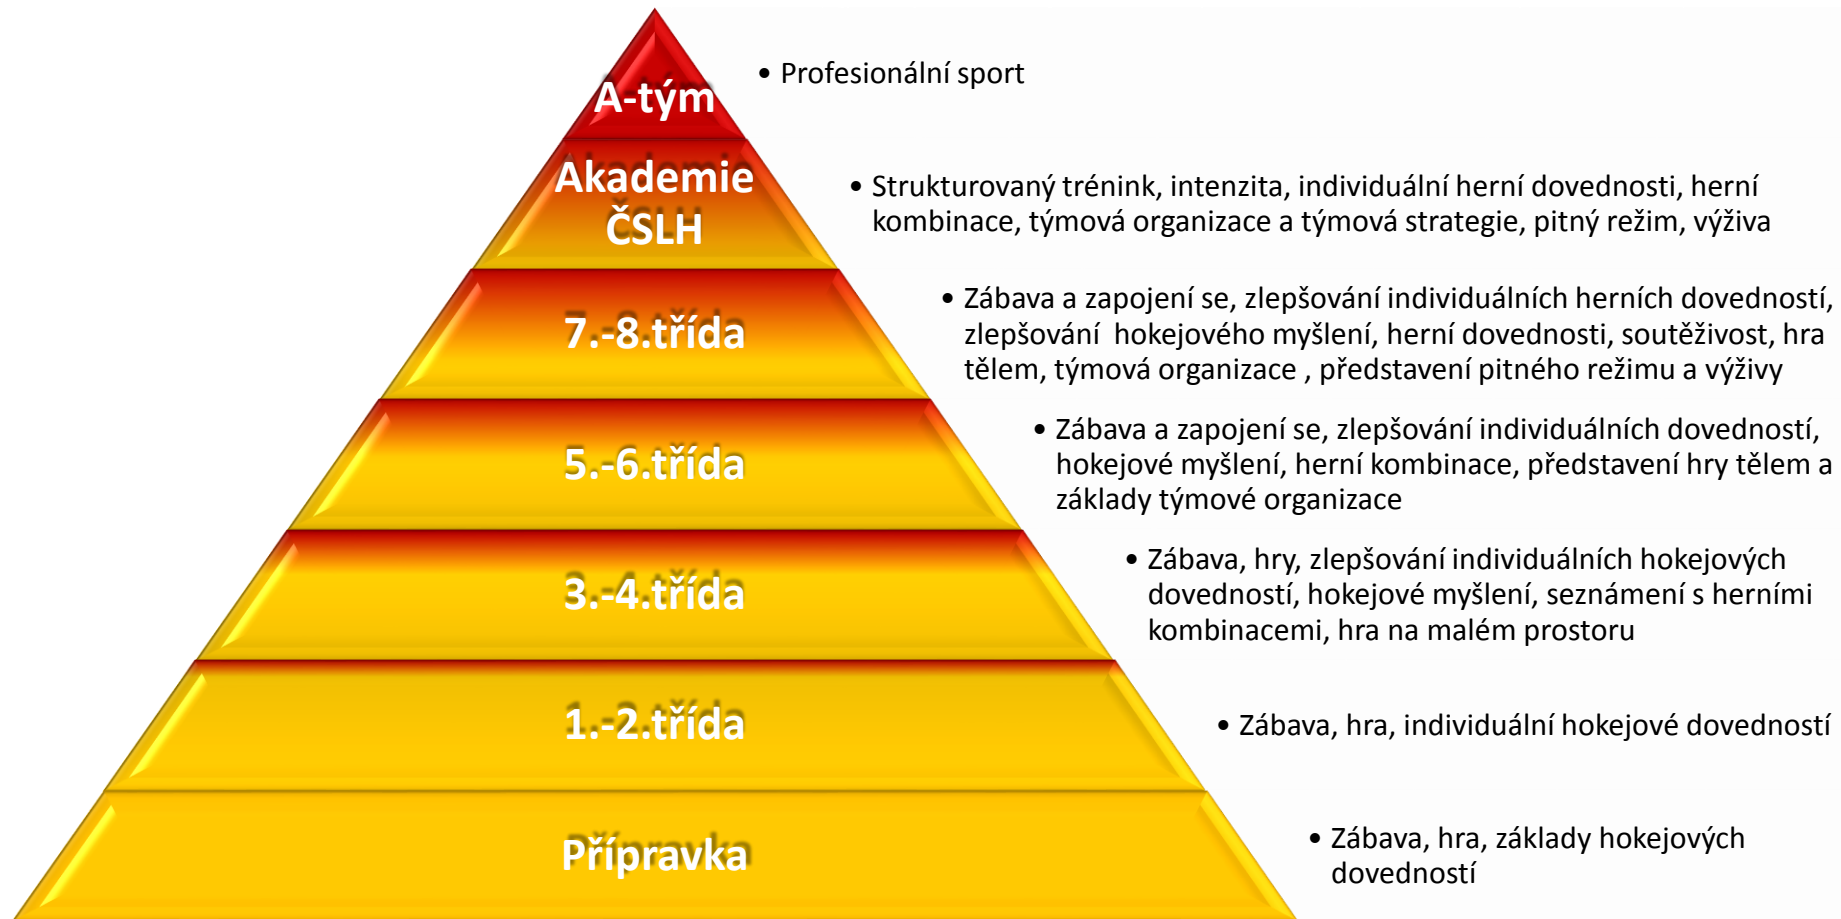 A-tým
• Profesionální sport
Akademie
ČSLH
• Strukturovaný trénink, intenzita, individuální herní dovednosti, herní
kombinace, týmová organizace a týmová strategie, pitný režim, výživa
7.-8.třída
• Zábava a zapojení se, zlepšování individuálních herních dovedností,
zlepšování  hokejového myšlení, herní dovednosti, soutěživost, hra
tělem, týmová organizace , představení pitného režimu a výživy
5.-6.třída
• Zábava a zapojení se, zlepšování individuálních dovedností,
hokejové myšlení, herní kombinace, představení hry tělem a
základy týmové organizace
3.-4.třída
• Zábava, hry, zlepšování individuálních hokejových
dovedností, hokejové myšlení, seznámení s herními
kombinacemi, hra na malém prostoru
1.-2.třída
• Zábava, hra, individuální hokejové dovedností
Přípravka
• Zábava, hra, základy hokejových
dovedností